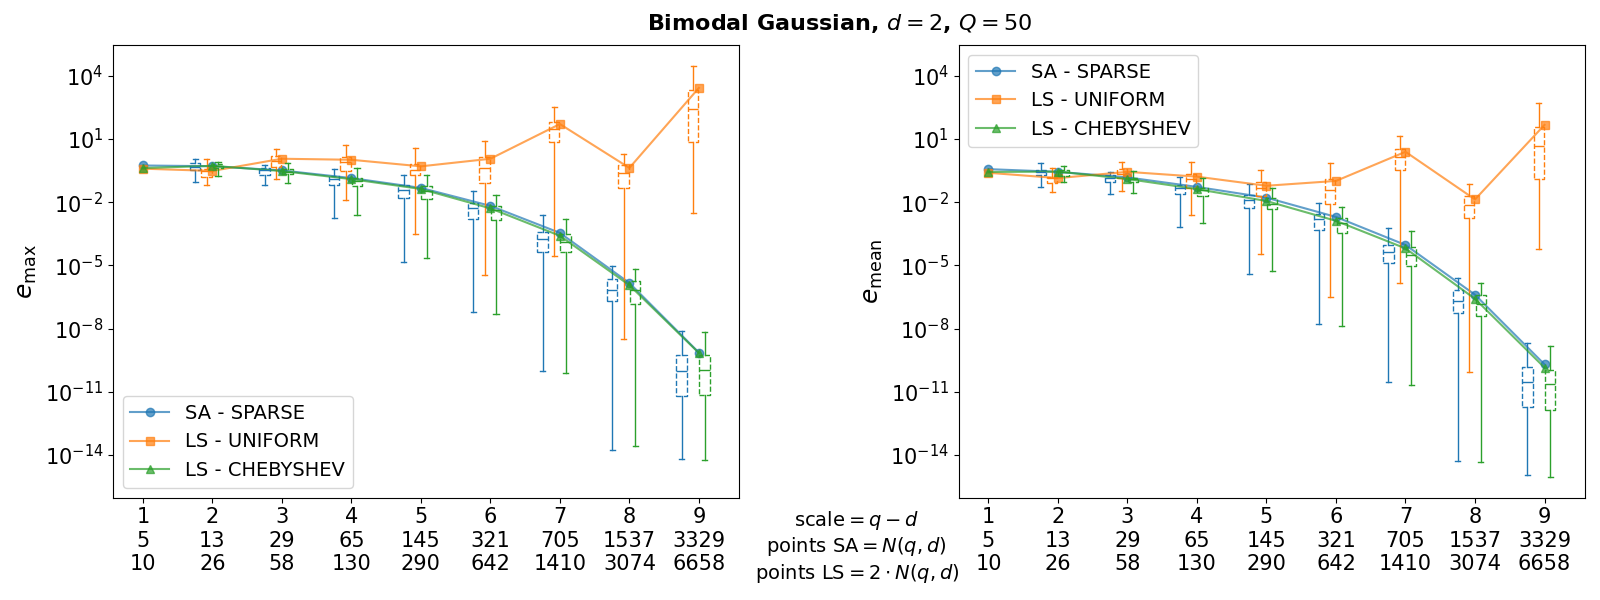 Bimodal Gaussian, d = 2, Q = 50
10^4
10^1
10^-2
10^-5
10^-8
10^-11
10^-14
e_max
SA - SPARSE
LS - UNIFORM
LS - CHEBYSHEV
1 2 3 4 5 6 7 8 9
5 13 29 65 145 321 705 1537 3329
10 26 58 130 290 642 1410 3074 6658
scale = q − d
points SA = N(q, d)
points LS = 2 · N(q, d)
10^4
10^1
10^-2
10^-5
10^-8
10^-11
10^-14
e_mean
SA - SPARSE
LS - UNIFORM
LS - CHEBYSHEV
1 2 3 4 5 6 7 8 9
5 13 29 65 145 321 705 1537 3329
10 26 58 130 290 642 1410 3074 6658